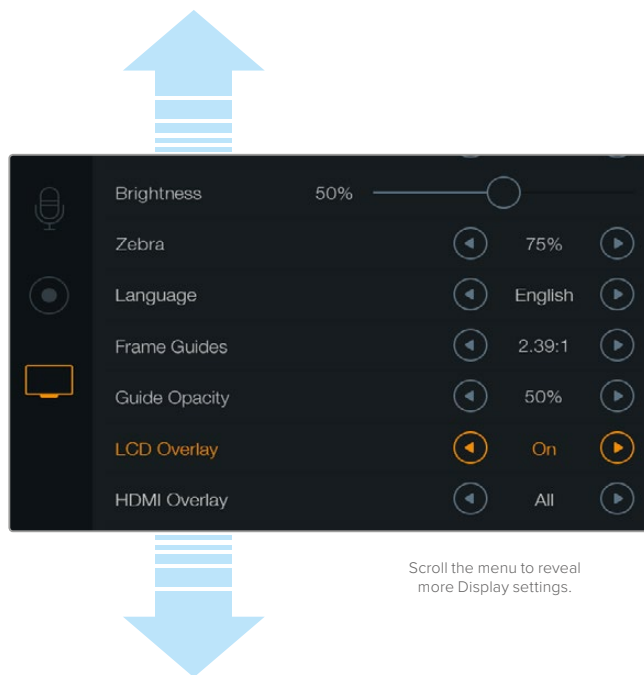 Brightness 50%
Zebra 75%
Language English
Frame Guides 2.39:1
Guide Opacity 50%
LCD Overlay On
HDMI Overlay All
Scroll the menu to reveal
more Display settings.